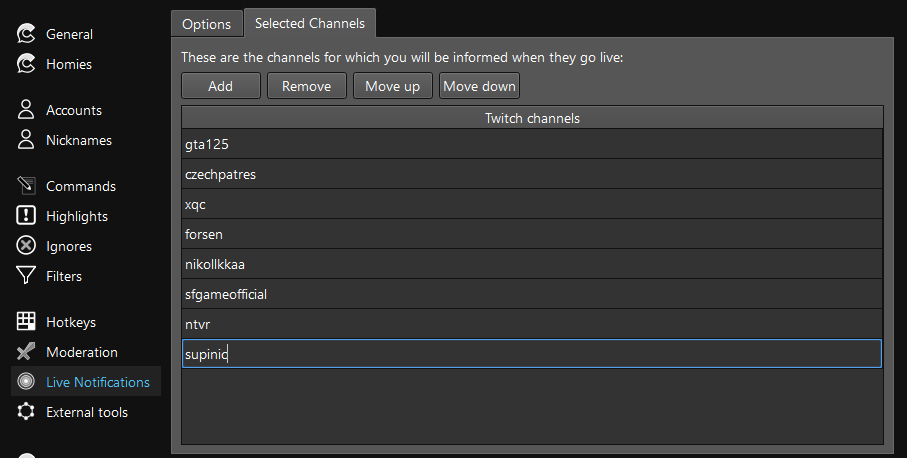 General
Homies
Accounts
Nicknames
Commands
Highlights
Ignores
Filters
Hotkeys
Moderation
Live Notifications
External tools
Options
Selected Channels
These are the channels for which you will be informed when they go live:
Add
Remove
Move up
Move down
Twitch channels
gta125
czechpatres
xqc
forsen
nikollkkaa
sfgameofficial
ntvr
supinic